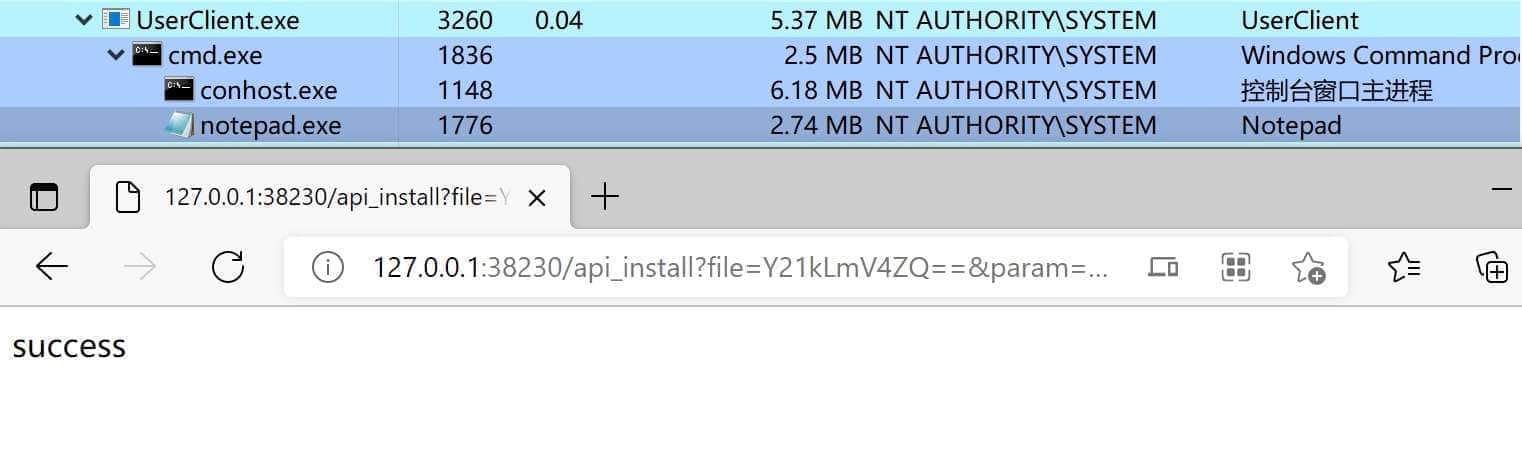 UserClient.exe 3260 0.04 5.37 MB NT AUTHORITY\SYSTEM UserClient
cmd.exe 1836 2.5 MB NT AUTHORITY\SYSTEM Windows Command
conhost.exe 1148 6.18 MB NT AUTHORITY\SYSTEM 控制台窗口主进程
notepad.exe 1776 2.74 MB NT AUTHORITY\SYSTEM Notepad
127.0.0.1:38230/api_install?file=Y
127.0.0.1:38230/api_install?file=Y21kLmV4ZQ==&param=...
success